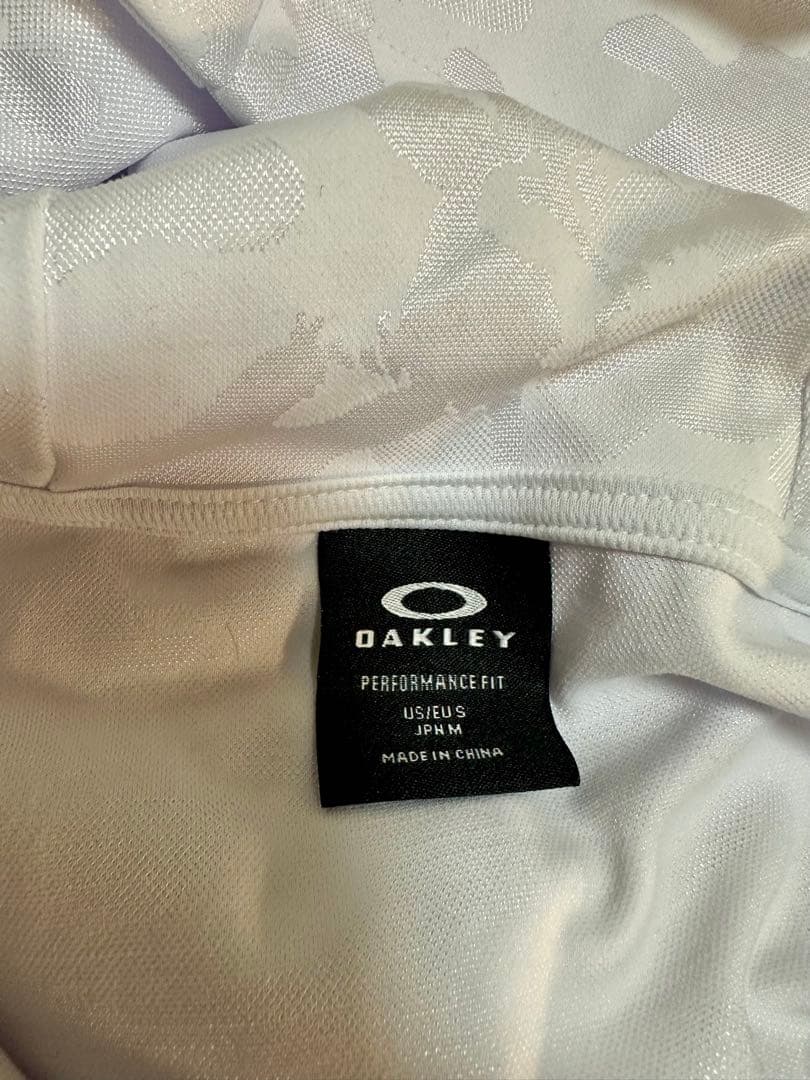 OAKLEY
PERFORMANCE FIT
US/EU S
JPN M
MADE IN CHINA